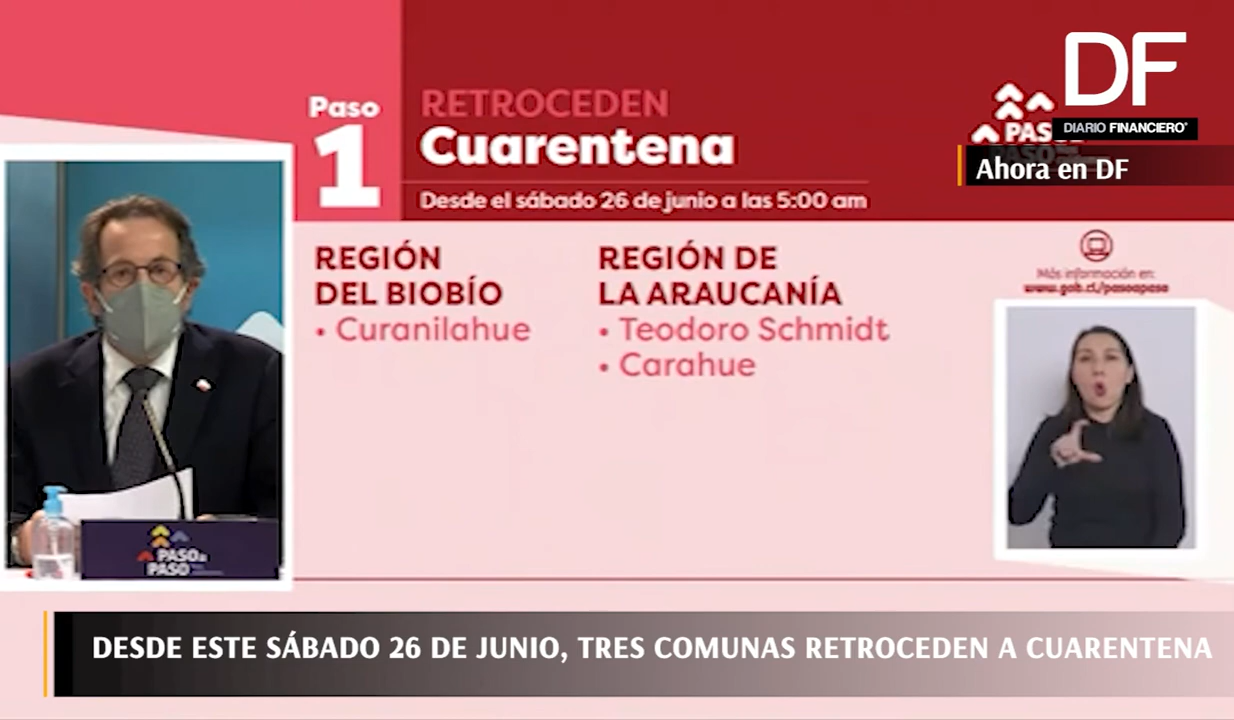 Paso
1
RETROCEDEN
Cuarentena
Desde el sábado 26 de junio a las 5:00 am
DF
DIARIO FINANCIERO®
Ahora en DF
REGIÓN
DEL BIOBÍO
• Curanilahue
REGIÓN DE
LA ARAUCANÍA
• Teodoro Schmidt
• Carahue
Más información en:
www.gob.cl/pasoapaso
PASO a
PASO
DESDE ESTE SÁBADO 26 DE JUNIO, TRES COMUNAS RETROCEDEN A CUARENTENA